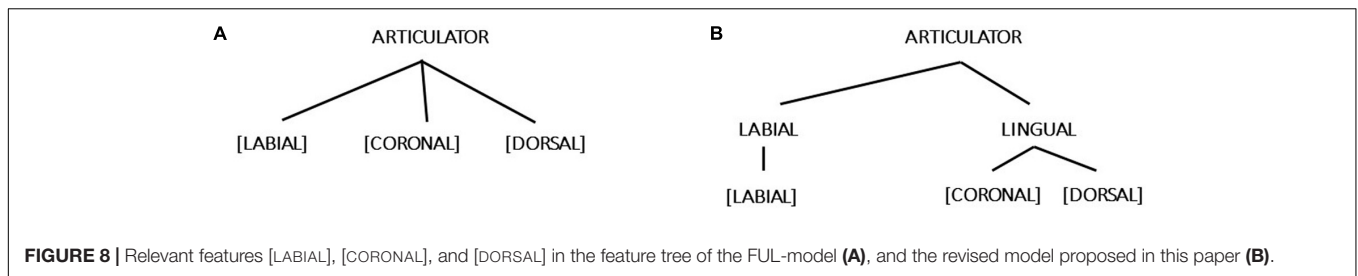 A
ARTICULATOR
[LABIAL] [CORONAL] [DORSAL]
B
ARTICULATOR
LABIAL LINGUAL
[LABIAL] [CORONAL] [DORSAL]
FIGURE 8 | Relevant features [LABIAL], [CORONAL], and [DORSAL] in the feature tree of the FUL-model (A), and the revised model proposed in this paper (B).